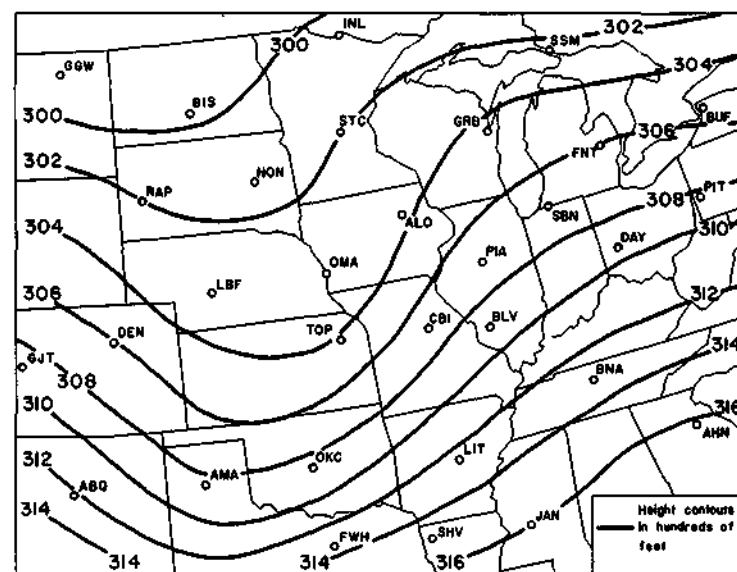 INL
302
SSM
300
304
GGW
BIS
BUF
300
STC
GRB
306
FNT
302
HON
RAP
308
PIT
SBN
ALO
304
310
DAY
PIA
OMA
LBF
306
312
TOP
CBI
BLV
DEN
314
GJT
BNA
308
310
316
AHN
OKC
LIT
312
AMA
ABQ
314
Height contours
in hundreds of
feet
JAN
FWH
SHV
314
314
316